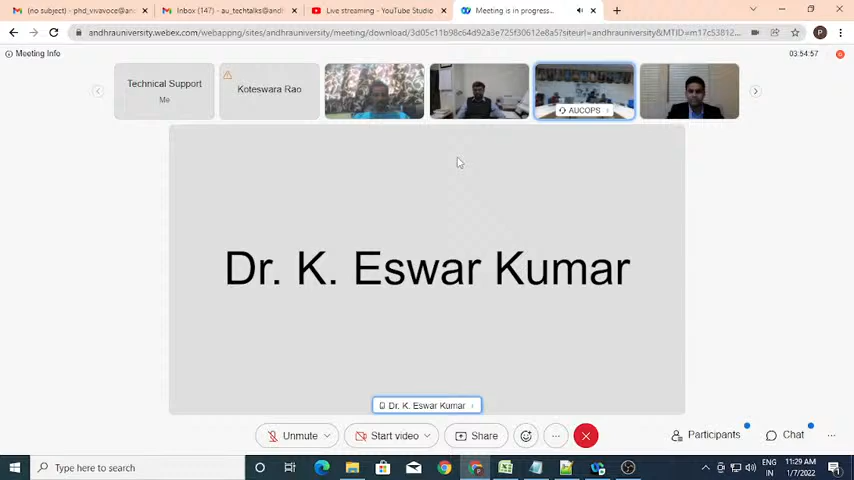 (no subject) - phd_vivavoce@an
Inbox (147) - au_techtalks@andh
Live streaming - YouTube Studio
Meeting is in progress...
andhrauniversity.webex.com/webappng/sites/andhrauniversity/meeting/download/3d05c11b98c64d92a3e725f30612e8a5?siteurl=andhrauniversity&MTID=m17c53812...
P
Meeting Info
03:54:57
Technical Support
Me
Koteswara Rao
AUCOPS
Dr. K. Eswar Kumar
Dr. K. Eswar Kumar
Unmute
Start video
Share
Participants
Chat
Type here to search
ENG
IN
11:29 AM
1/7/2022